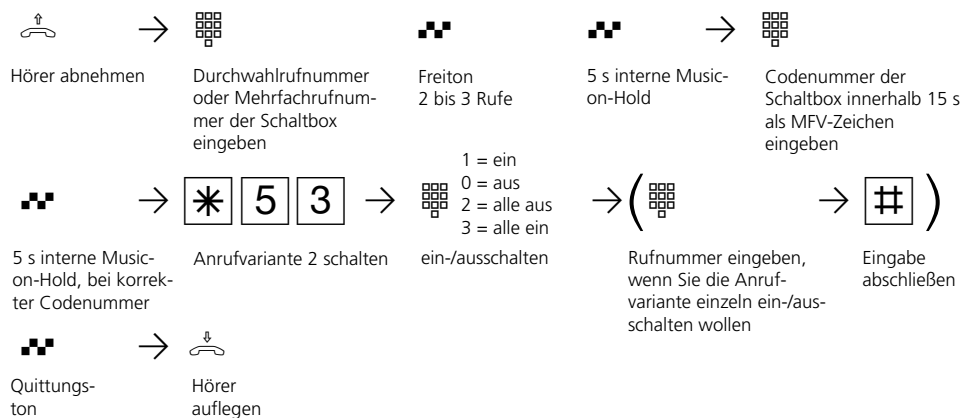 Hörer abnehmen
Durchwahlrufnummer
oder Mehrfachrufnum-
mer der Schaltbox
eingeben
Freiton
2 bis 3 Rufe
5 s interne Music-
on-Hold
Codenummer der
Schaltbox innerhalb 15 s
als MFV-Zeichen
eingeben
5 s interne Music-
on-Hold, bei korrek-
ter Codenummer
* 5 3
Anrufvariante 2 schalten
1 = ein
0 = aus
2 = alle aus
3 = alle ein
ein-/ausschalten
(
Rufnummer eingeben,
wenn Sie die Anruf-
variante einzeln ein-/aus-
schalten wollen
# )
Eingabe
abschließen
Quittungs-
ton
Hörer
auflegen